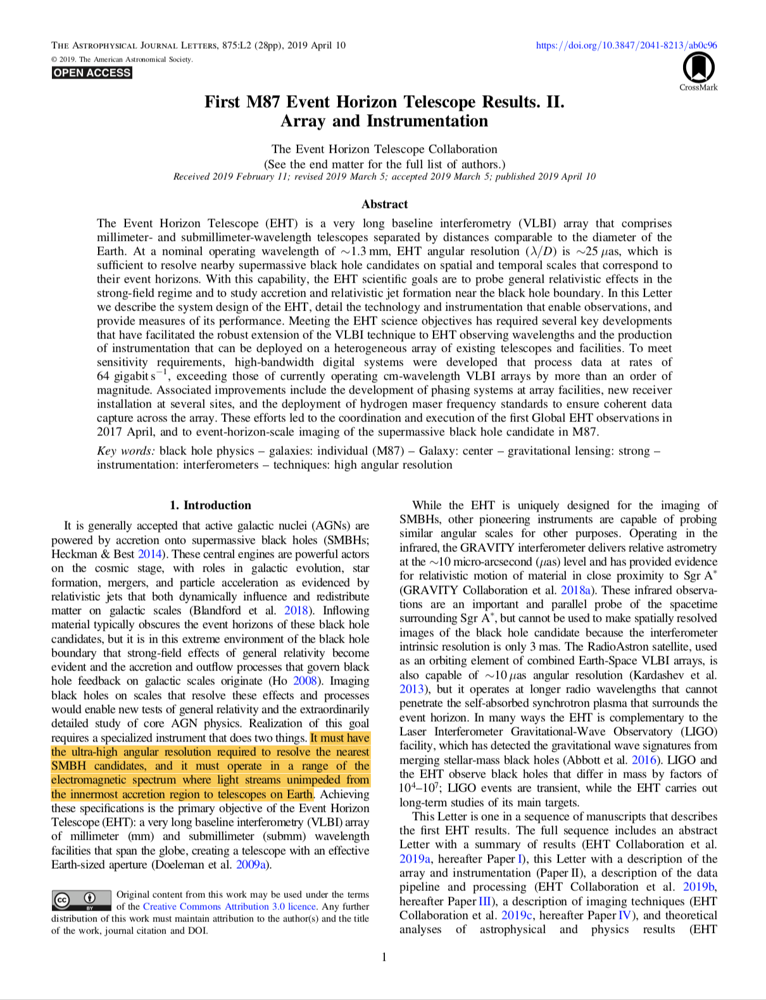 THE ASTROPHYSICAL JOURNAL LETTERS, 875:L2 (28pp), 2019 April 10
https://doi.org/10.3847/2041-8213/ab0c96
© 2019. The American Astronomical Society.
OPEN ACCESS
CrossMark
First M87 Event Horizon Telescope Results. II.
Array and Instrumentation
The Event Horizon Telescope Collaboration
(See the end matter for the full list of authors.)
Received 2019 February 11; revised 2019 March 5; accepted 2019 March 5; published 2019 April 10
Abstract
The Event Horizon Telescope (EHT) is a very long baseline interferometry (VLBI) array that comprises
millimeter- and submillimeter-wavelength telescopes separated by distances comparable to the diameter of the
Earth. At a nominal operating wavelength of ∼1.3 mm, EHT angular resolution (λ/D) is ∼25 μas, which is
sufficient to resolve nearby supermassive black hole candidates on spatial and temporal scales that correspond to
their event horizons. With this capability, the EHT scientific goals are to probe general relativistic effects in the
strong-field regime and to study accretion and relativistic jet formation near the black hole boundary. In this Letter
we describe the system design of the EHT, detail the technology and instrumentation that enable observations, and
provide measures of its performance. Meeting the EHT science objectives has required several key developments
that have facilitated the robust extension of the VLBI technique to EHT observing wavelengths and the production
of instrumentation that can be deployed on a heterogeneous array of existing telescopes and facilities. To meet
sensitivity requirements, high-bandwidth digital systems were developed that process data at rates of
64 gigabit s⁻¹, exceeding those of currently operating cm-wavelength VLBI arrays by more than an order of
magnitude. Associated improvements include the development of phasing systems at array facilities, new receiver
installation at several sites, and the deployment of hydrogen maser frequency standards to ensure coherent data
capture across the array. These efforts led to the coordination and execution of the first Global EHT observations in
2017 April, and to event-horizon-scale imaging of the supermassive black hole candidate in M87.
Key words: black hole physics – galaxies: individual (M87) – Galaxy: center – gravitational lensing: strong –
instrumentation: interferometers – techniques: high angular resolution
1. Introduction
It is generally accepted that active galactic nuclei (AGNs) are
powered by accretion onto supermassive black holes (SMBHs;
Heckman & Best 2014). These central engines are powerful actors
on the cosmic stage, with roles in galactic evolution, star
formation, mergers, and particle acceleration as evidenced by
relativistic jets that both dynamically influence and redistribute
matter on galactic scales (Blandford et al. 2018). Inflowing
material typically obscures the event horizons of these black hole
candidates, but it is in this extreme environment of the black hole
boundary that strong-field effects of general relativity become
evident and the accretion and outflow processes that govern black
hole feedback on galactic scales originate (Ho 2008). Imaging
black holes on scales that resolve these effects and processes
would enable new tests of general relativity and the extraordinarily
detailed study of core AGN physics. Realization of this goal
requires a specialized instrument that does two things. It must have
the ultra-high angular resolution required to resolve the nearest
SMBH candidates, and it must operate in a range of the
electromagnetic spectrum where light streams unimpeded from
the innermost accretion region to telescopes on Earth. Achieving
these specifications is the primary objective of the Event Horizon
Telescope (EHT): a very long baseline interferometry (VLBI) array
of millimeter (mm) and submillimeter (submm) wavelength
facilities that span the globe, creating a telescope with an effective
Earth-sized aperture (Doeleman et al. 2009a).
cc BY
Original content from this work may be used under the terms
of the Creative Commons Attribution 3.0 licence. Any further
distribution of this work must maintain attribution to the author(s) and the title
of the work, journal citation and DOI.
While the EHT is uniquely designed for the imaging of
SMBHs, other pioneering instruments are capable of probing
similar angular scales for other purposes. Operating in the
infrared, the GRAVITY interferometer delivers relative astrometry
at the ∼10 micro-arcsecond (μas) level and has provided evidence
for relativistic motion of material in close proximity to Sgr A*
(GRAVITY Collaboration et al. 2018a). These infrared observa-
tions are an important and parallel probe of the spacetime
surrounding Sgr A*, but cannot be used to make spatially resolved
images of the black hole candidate because the interferometer
intrinsic resolution is only 3 mas. The RadioAstron satellite, used
as an orbiting element of combined Earth-Space VLBI arrays, is
also capable of ∼10 μas angular resolution (Kardashev et al.
2013), but it operates at longer radio wavelengths that cannot
penetrate the self-absorbed synchrotron plasma that surrounds the
event horizon. In many ways the EHT is complementary to the
Laser Interferometer Gravitational-Wave Observatory (LIGO)
facility, which has detected the gravitational wave signatures from
merging stellar-mass black holes (Abbott et al. 2016). LIGO and
the EHT observe black holes that differ in mass by factors of
10⁴–10⁷; LIGO events are transient, while the EHT carries out
long-term studies of its main targets.
This Letter is one in a sequence of manuscripts that describes
the first EHT results. The full sequence includes an abstract
Letter with a summary of results (EHT Collaboration et al.
2019a, hereafter Paper I), this Letter with a description of the
array and instrumentation (Paper II), a description of the data
pipeline and processing (EHT Collaboration et al. 2019b,
hereafter Paper III), a description of imaging techniques (EHT
Collaboration et al. 2019c, hereafter Paper IV), and theoretical
analyses of astrophysical and physics results (EHT
1